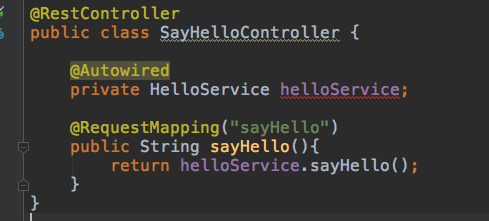 @RestController
public class SayHelloController {
@Autowired
private HelloService helloService;
@RequestMapping("sayHello")
public String sayHello(){
return helloService.sayHello();
}
}